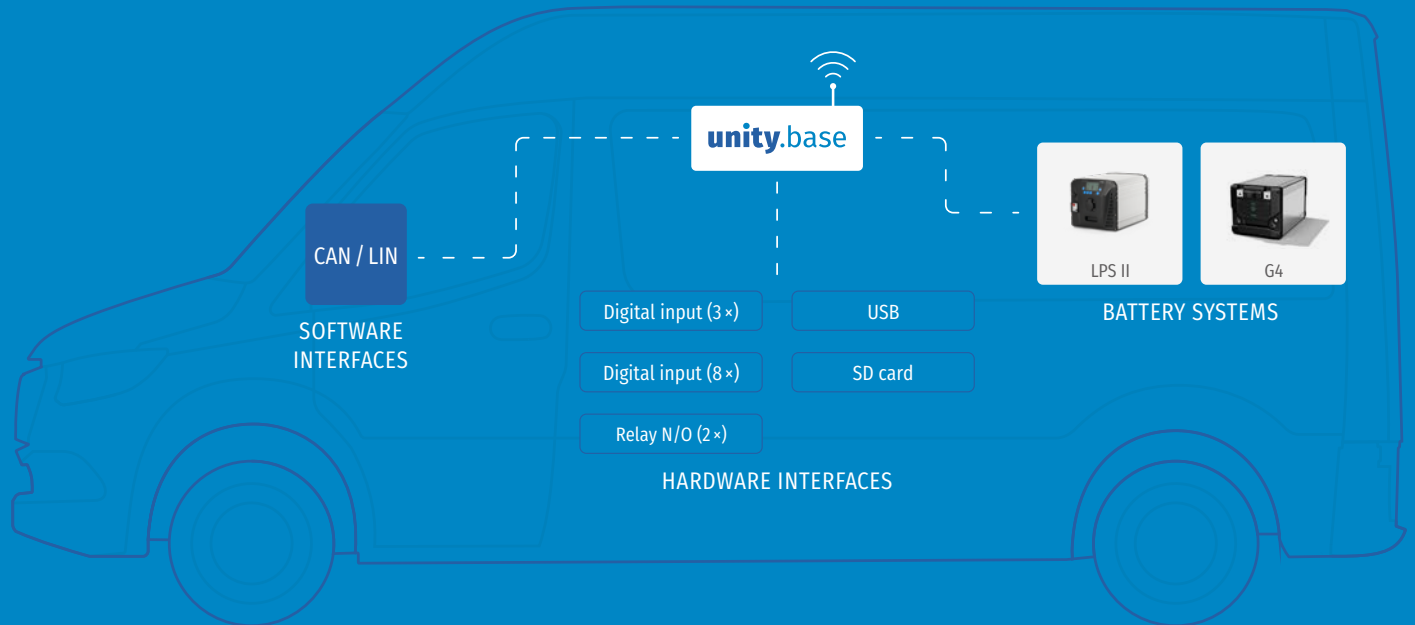 unity.base
CAN / LIN
SOFTWARE
INTERFACES
Digital input (3 ×)
USB
Digital input (8 ×)
SD card
Relay N/O (2 ×)
HARDWARE INTERFACES
LPS II
G4
BATTERY SYSTEMS